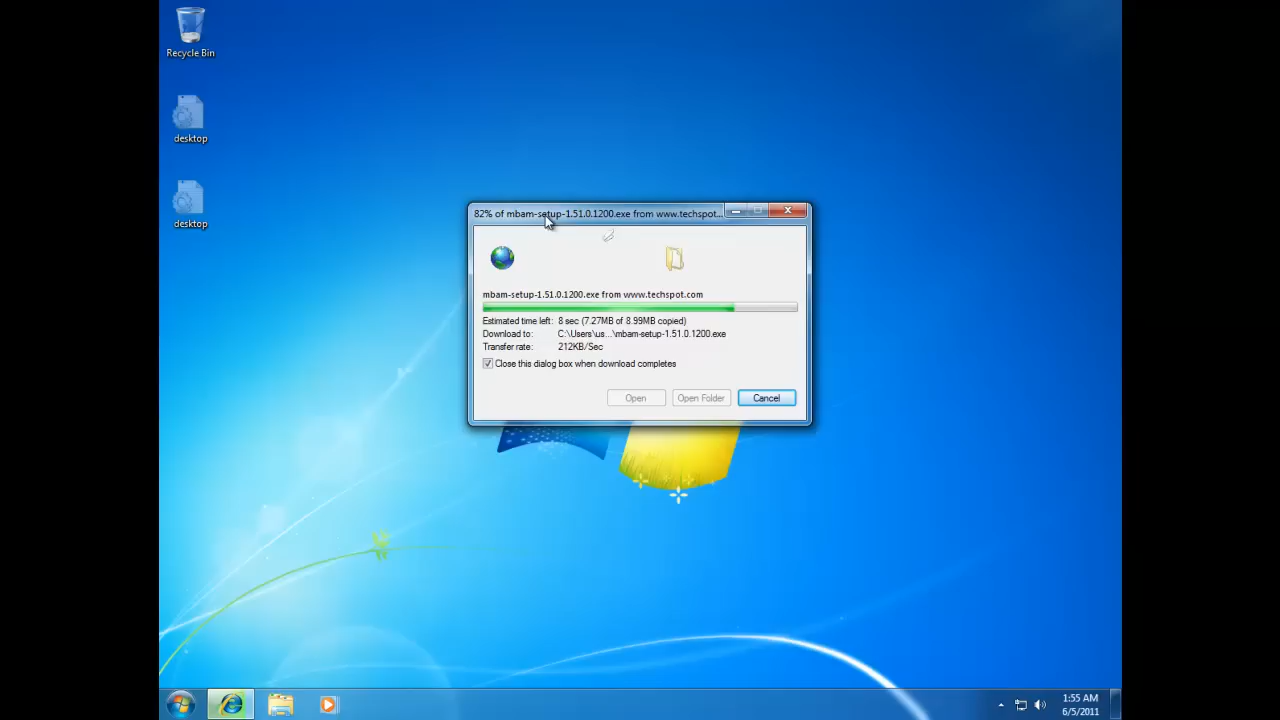 Recycle Bin
desktop
desktop
82% of mbam-setup-1.51.0.1200.exe from www.techspot...
mbam-setup-1.51.0.1200.exe from www.techspot.com
Estimated time left: 8 sec (7.27MB of 8.99MB copied)
Download to: C:\Users\us...\mbam-setup-1.51.0.1200.exe
Transfer rate: 212KB/Sec
Close this dialog box when download completes
Open Open Folder Cancel
1:55 AM
6/5/2011